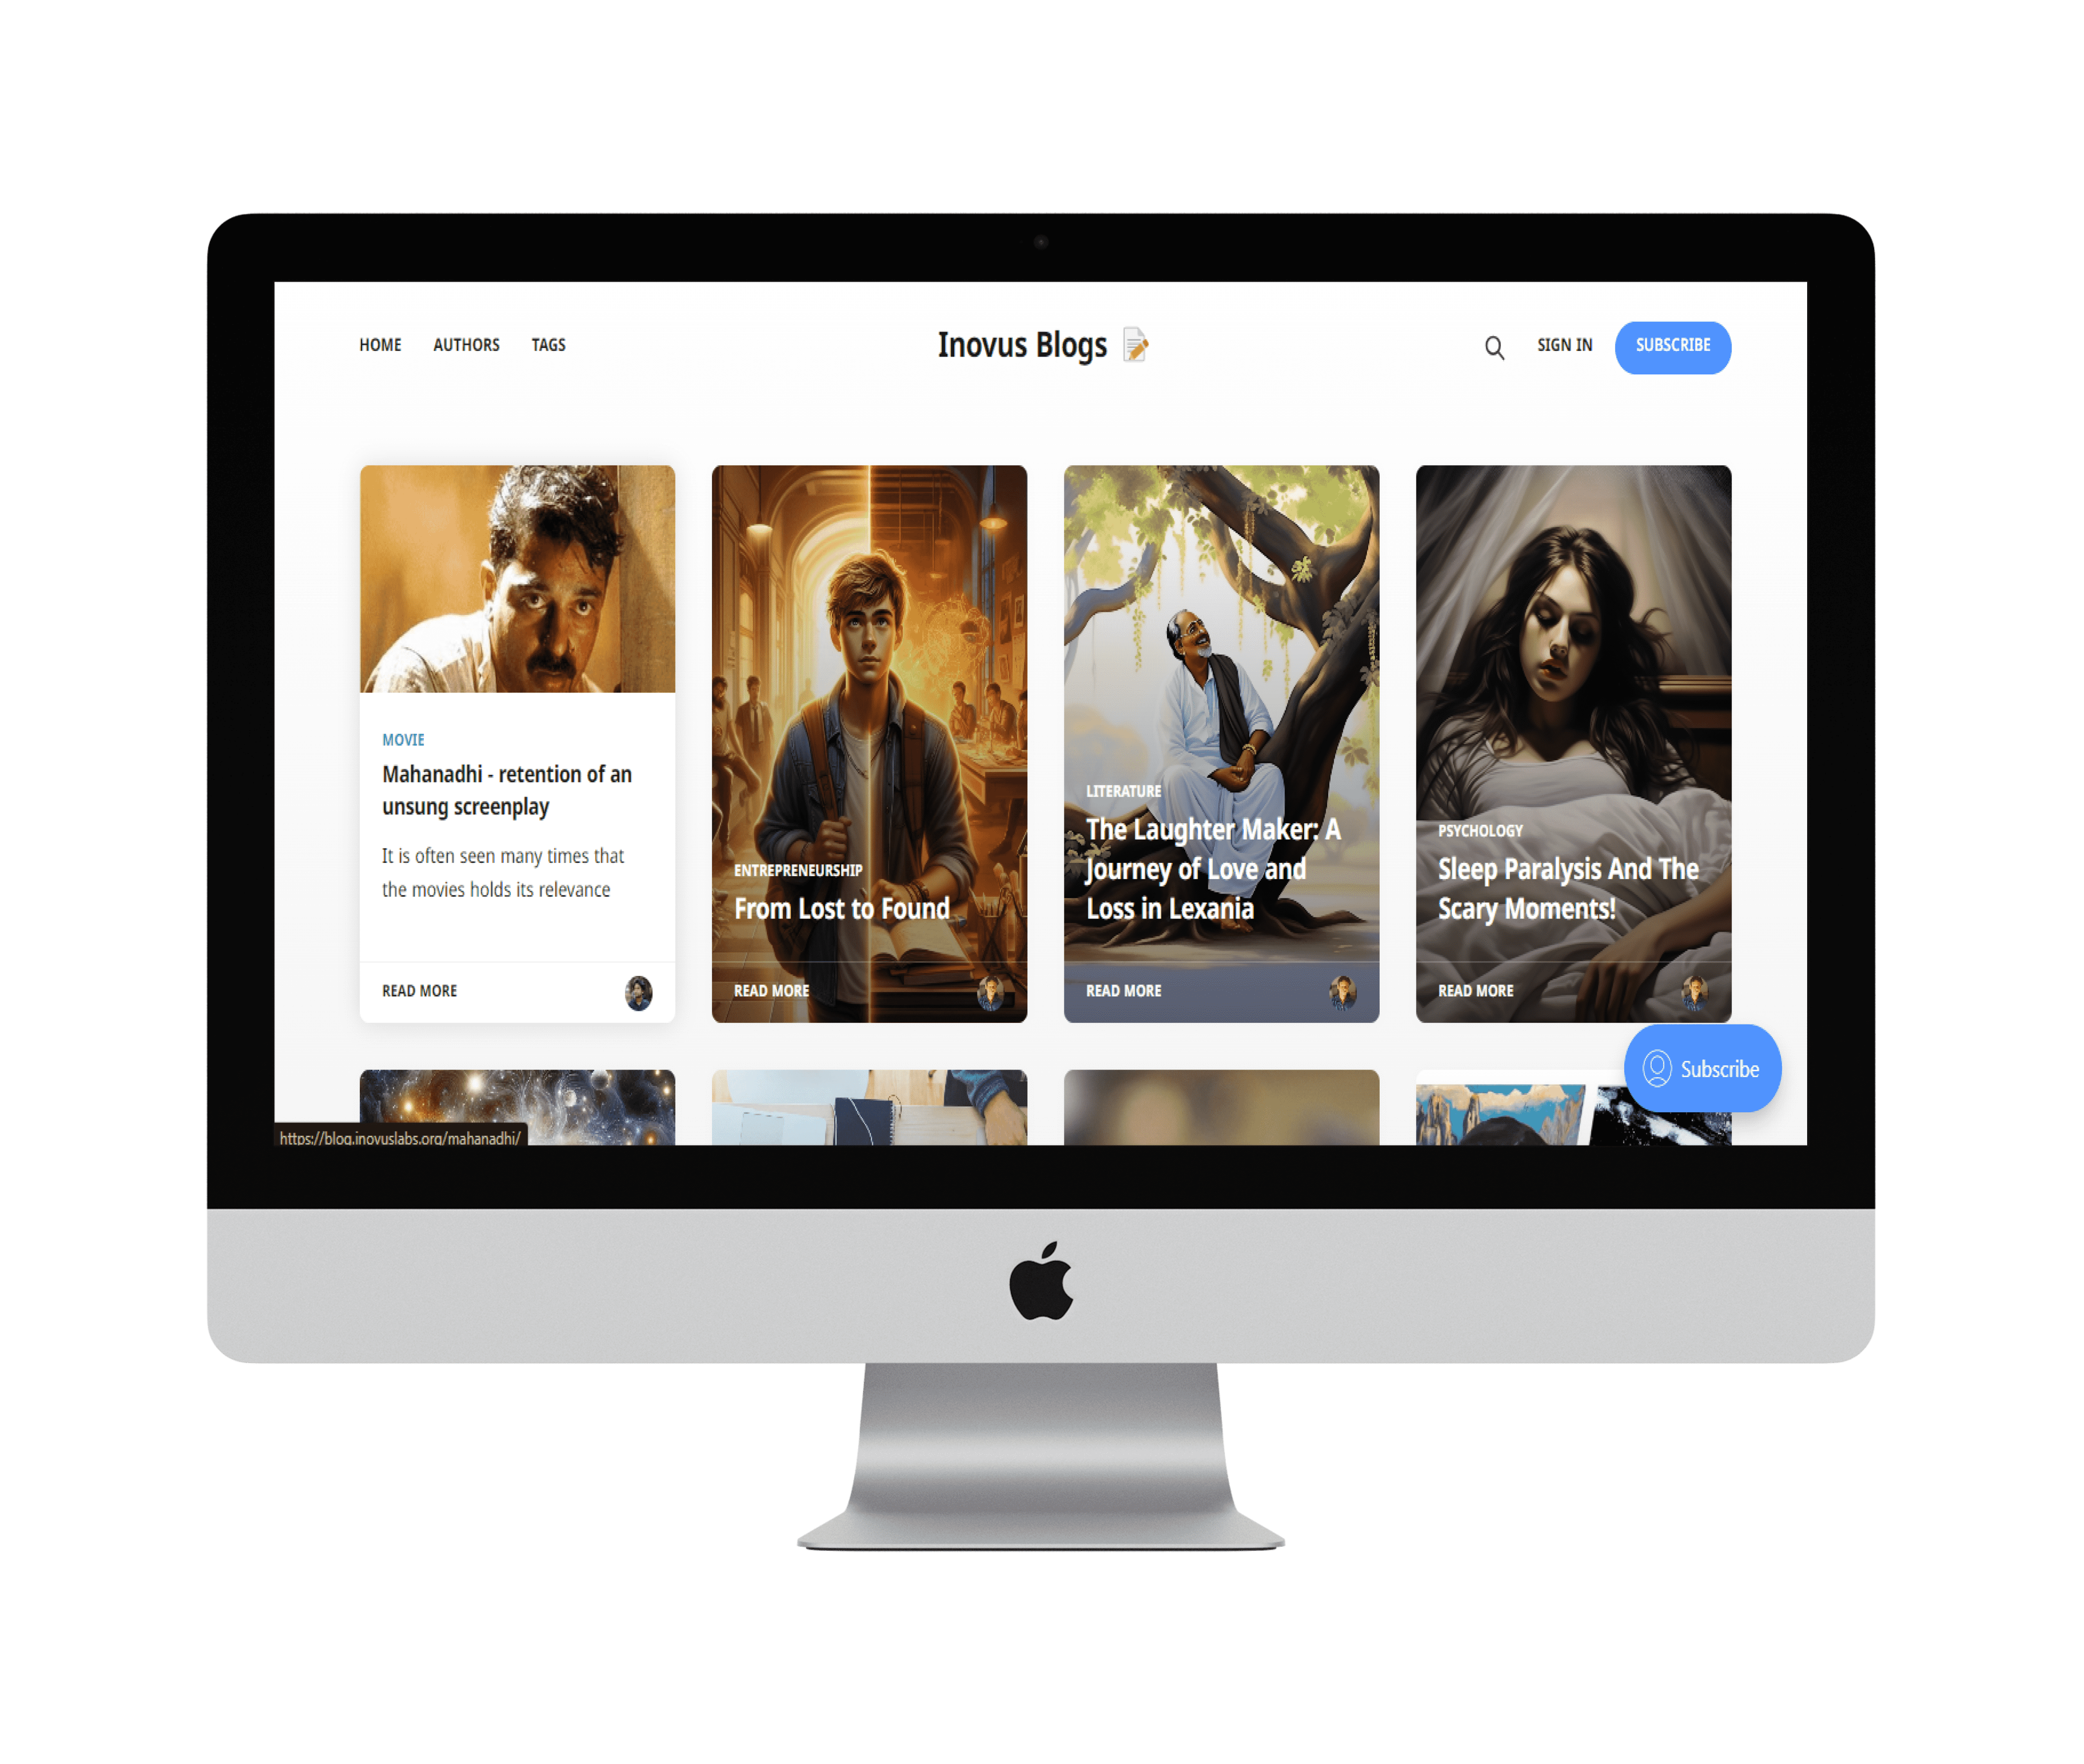 HOME AUTHORS TAGS Inovus Blogs SIGN IN SUBSCRIBE
MOVIE
Mahanadhi - retention of an
unsung screenplay
It is often seen many times that
the movies holds its relevance
READ MORE
ENTREPRENEURSHIP
From Lost to Found
READ MORE
LITERATURE
The Laughter Maker: A
Journey of Love and
Loss in Lexania
READ MORE
PSYCHOLOGY
Sleep Paralysis And The
Scary Moments!
READ MORE
Subscribe
https://blog.inovuslabs.org/mahanadhi/